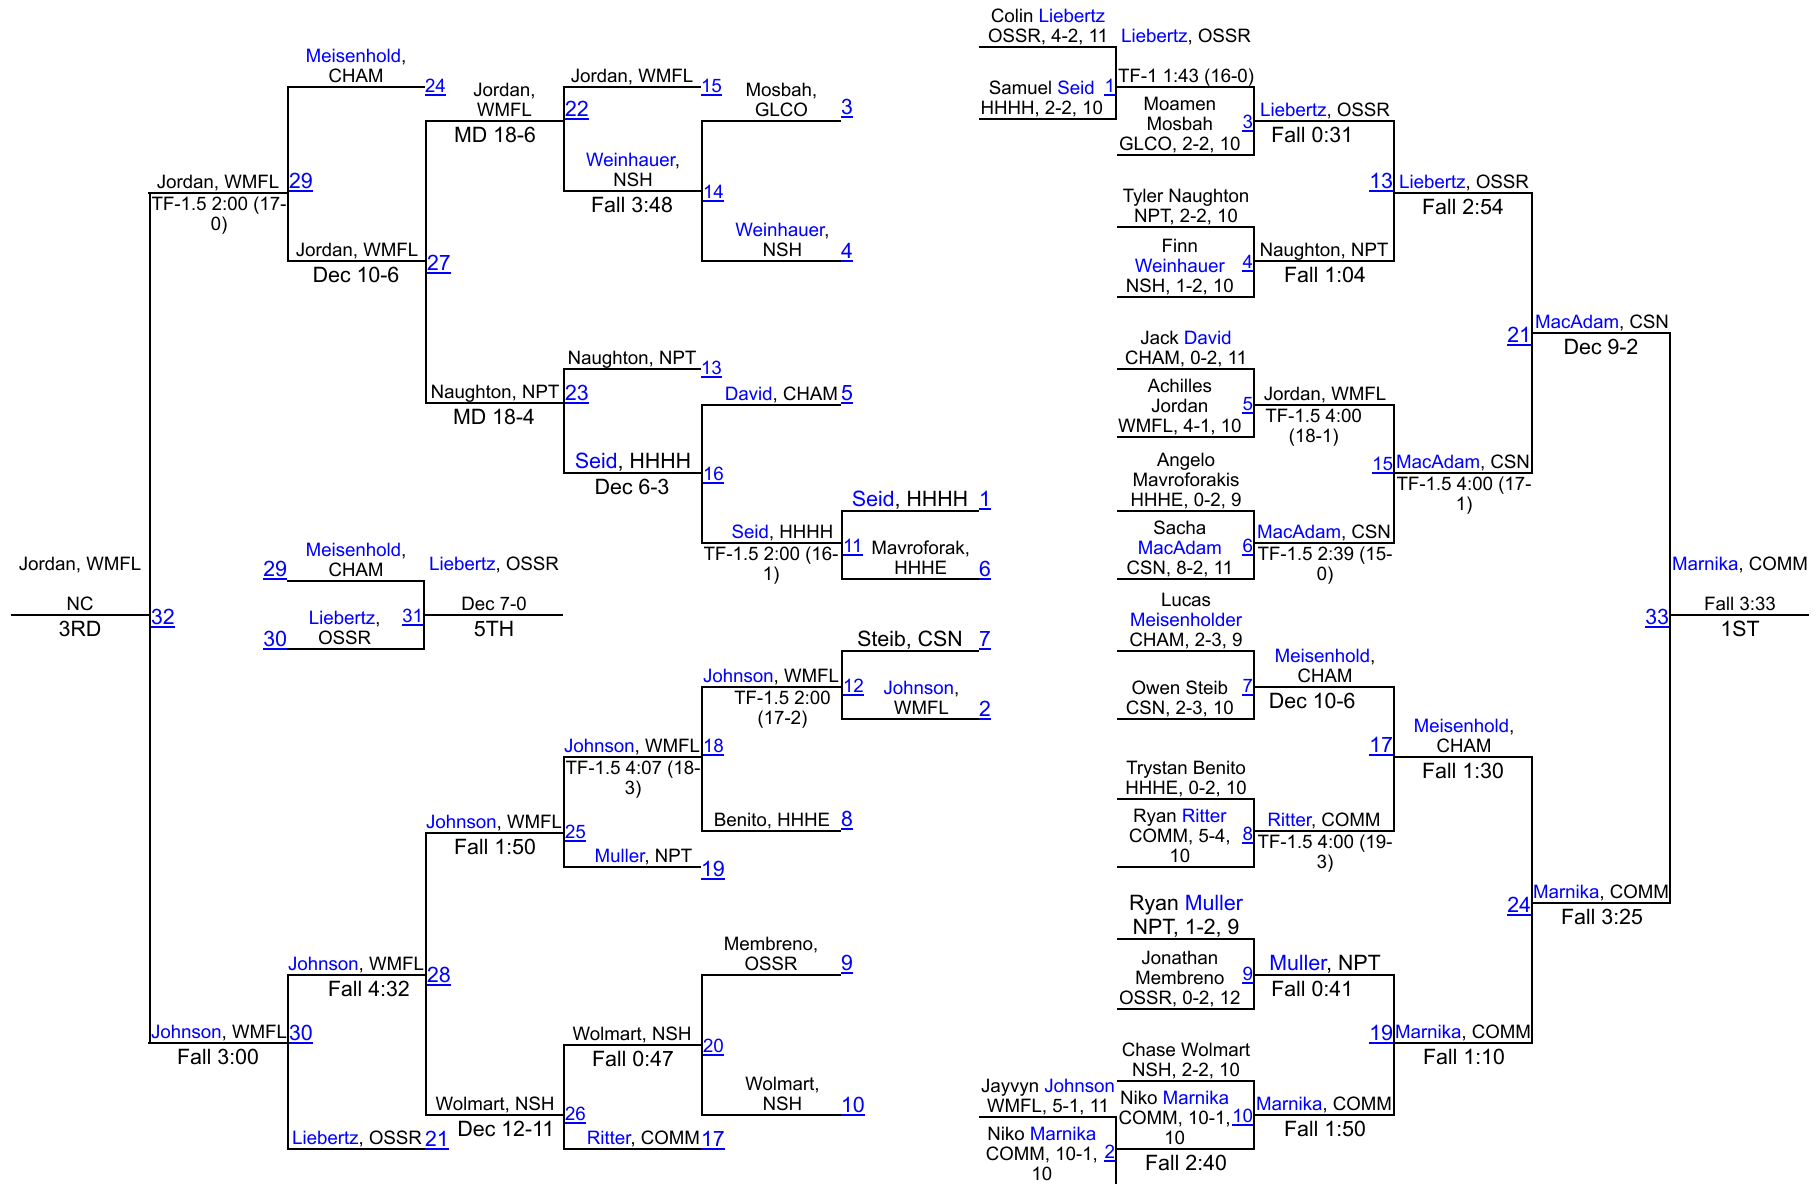 Meisenhold,
CHAM
24
Jordan,
WMFL
MD 18-6
22
Jordan, WMFL
15
Mosbah,
GLCO
3
Weinhauer,
NSH
Fall 3:48
14
Weinhauer,
NSH
4
Jordan, WMFL
TF-1.5 2:00 (17-
0)
29
Jordan, WMFL
Dec 10-6
27
Naughton, NPT
13
Naughton, NPT
MD 18-4
23
David, CHAM
5
Seid, HHHH
Dec 6-3
16
Seid, HHHH
1
Seid, HHHH
TF-1.5 2:00 (16-
1)
11
Mavroforak,
HHHE
6
Jordan, WMFL
NC
3RD
32
29
Meisenhold,
CHAM
Liebertz, OSSR
30
Liebertz,
OSSR
31
Dec 7-0
5TH
Steib, CSN
7
Johnson, WMFL
TF-1.5 2:00
(17-2)
12
Johnson,
WMFL
2
Johnson, WMFL
TF-1.5 4:07 (18-
3)
18
Benito, HHHE
8
Johnson, WMFL
Fall 1:50
25
Muller, NPT
19
Johnson, WMFL
Fall 4:32
28
Membreno,
OSSR
9
Johnson, WMFL
Fall 3:00
30
Wolmart, NSH
Fall 0:47
20
Wolmart,
NSH
10
Wolmart, NSH
Dec 12-11
26
Liebertz, OSSR
21
Ritter, COMM
17
Colin Liebertz
OSSR, 4-2, 11
Liebertz, OSSR
Samuel Seid
HHHH, 2-2, 10
1
TF-1 1:43 (16-0)
Moamen
Mosbah
GLCO, 2-2, 10
3
Liebertz, OSSR
Fall 0:31
Tyler Naughton
NPT, 2-2, 10
Finn
Weinhauer
NSH, 1-2, 10
4
Naughton, NPT
Fall 1:04
13
Liebertz, OSSR
Fall 2:54
Jack David
CHAM, 0-2, 11
Achilles
Jordan
WMFL, 4-1, 10
5
Jordan, WMFL
TF-1.5 4:00
(18-1)
Angelo
Mavroforakis
HHHE, 0-2, 9
Sacha
MacAdam
CSN, 8-2, 11
6
MacAdam, CSN
TF-1.5 2:39 (15-
0)
15
MacAdam, CSN
TF-1.5 4:00 (17-
1)
21
MacAdam, CSN
Dec 9-2
Lucas
Meisenholder
CHAM, 2-3, 9
Owen Steib
CSN, 2-3, 10
7
Meisenhold,
CHAM
Dec 10-6
Trystan Benito
HHHE, 0-2, 10
Ryan Ritter
COMM, 5-4,
10
8
Ritter, COMM
TF-1.5 4:00 (19-
3)
17
Meisenhold,
CHAM
Fall 1:30
Ryan Muller
NPT, 1-2, 9
Jonathan
Membreno
OSSR, 0-2, 12
9
Muller, NPT
Fall 0:41
Chase Wolmart
NSH, 2-2, 10
Jayvyn Johnson
WMFL, 5-1, 11
Niko Marnika
COMM, 10-1,
10
2
Niko Marnika
COMM, 10-1,
10
Fall 2:40
10
Marnika, COMM
Fall 1:50
19
Marnika, COMM
Fall 1:10
24
Marnika, COMM
Fall 3:25
33
Marnika, COMM
Fall 3:33
1ST